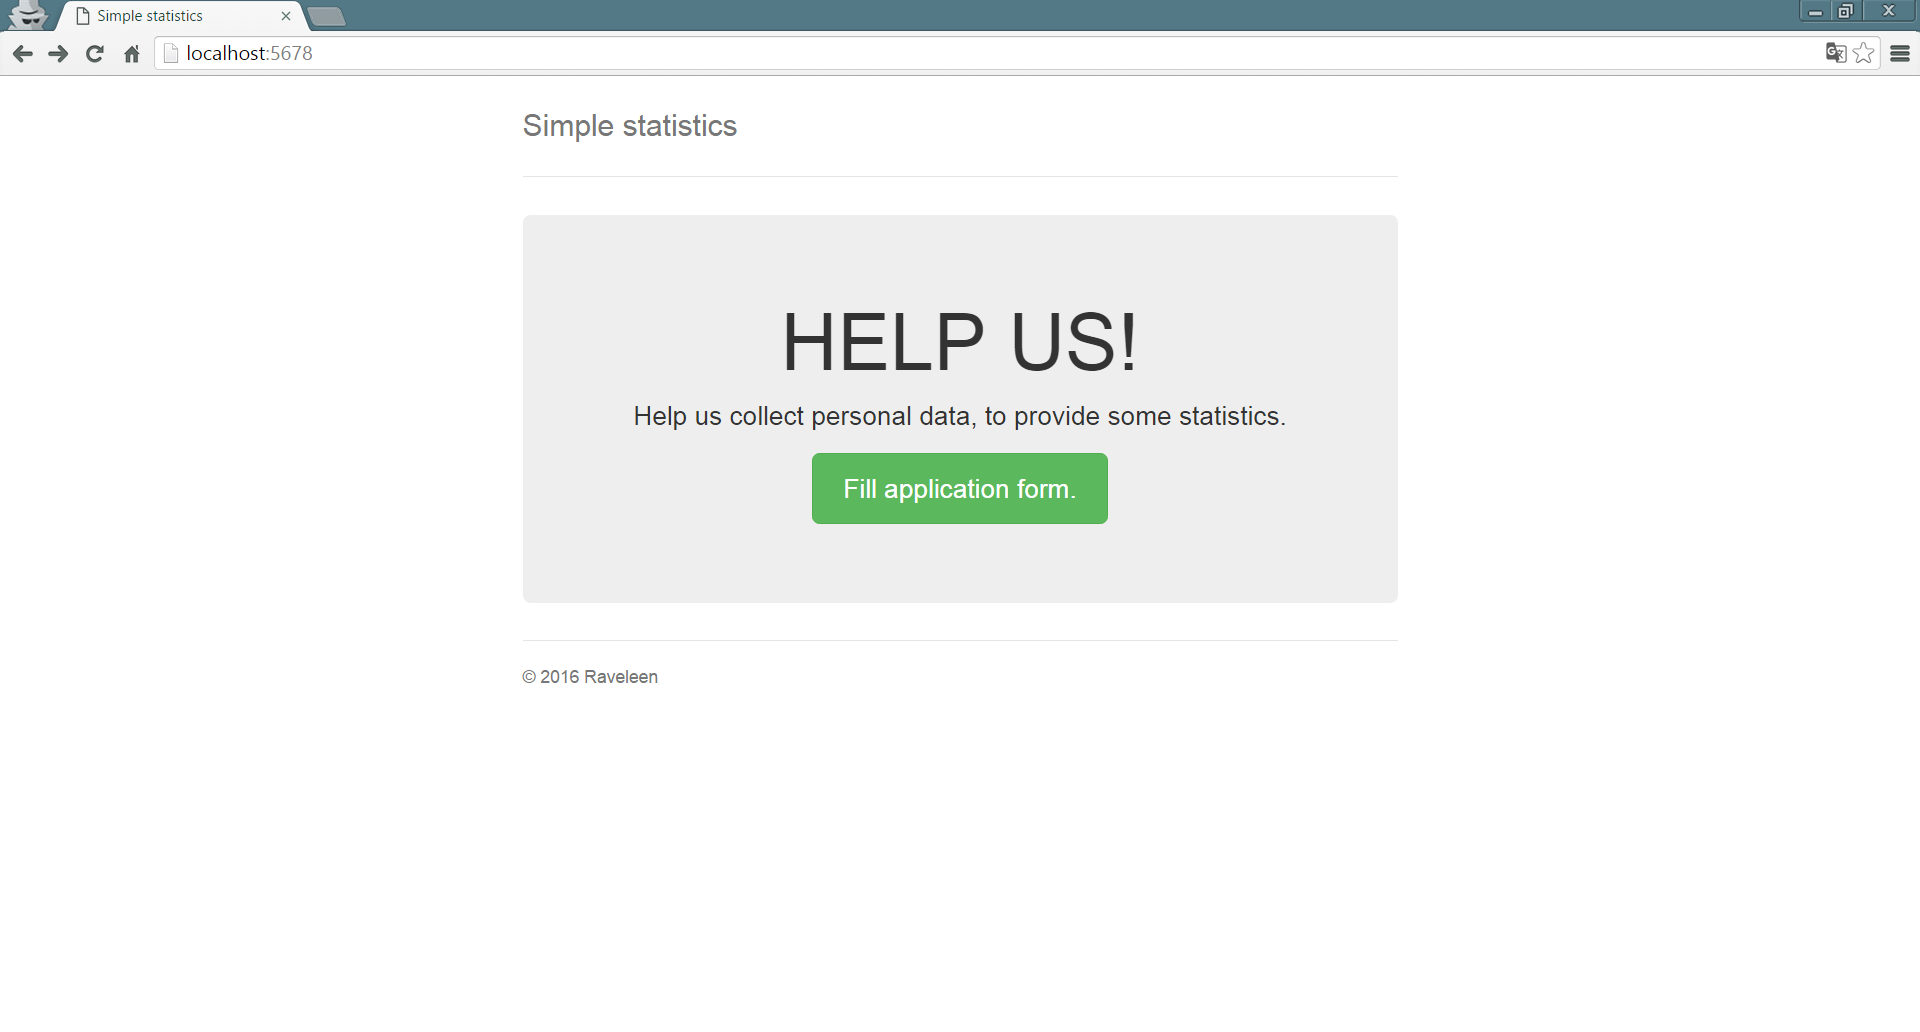 Simple statistics
localhost:5678
Simple statistics
HELP US!
Help us collect personal data, to provide some statistics.
Fill application form.
© 2016 Raveleen